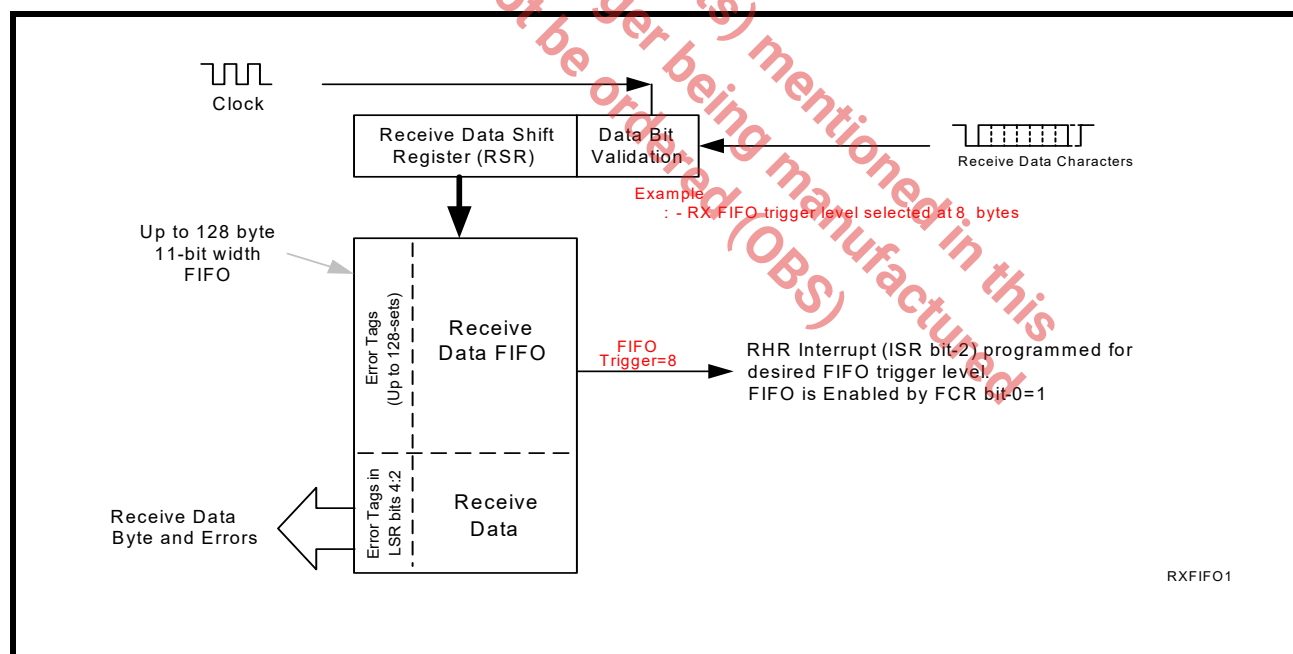 Clock
Receive Data Shift
Register (RSR)
Data Bit
Validation
Receive Data Characters
Example
: - RX FIFO trigger level selected at 8 bytes
Up to 128 byte
11-bit width
FIFO
Error Tags
(Up to 128-sets)
Receive
Data FIFO
FIFO
Trigger=8
RHR Interrupt (ISR bit-2) programmed for
desired FIFO trigger level.
FIFO is Enabled by FCR bit-0=1
Error Tags in
LSR bits 4:2
Receive
Data
Receive Data
Byte and Errors
RXFIFO1
mentioned in this
being manufactured
be ordered (OBS)